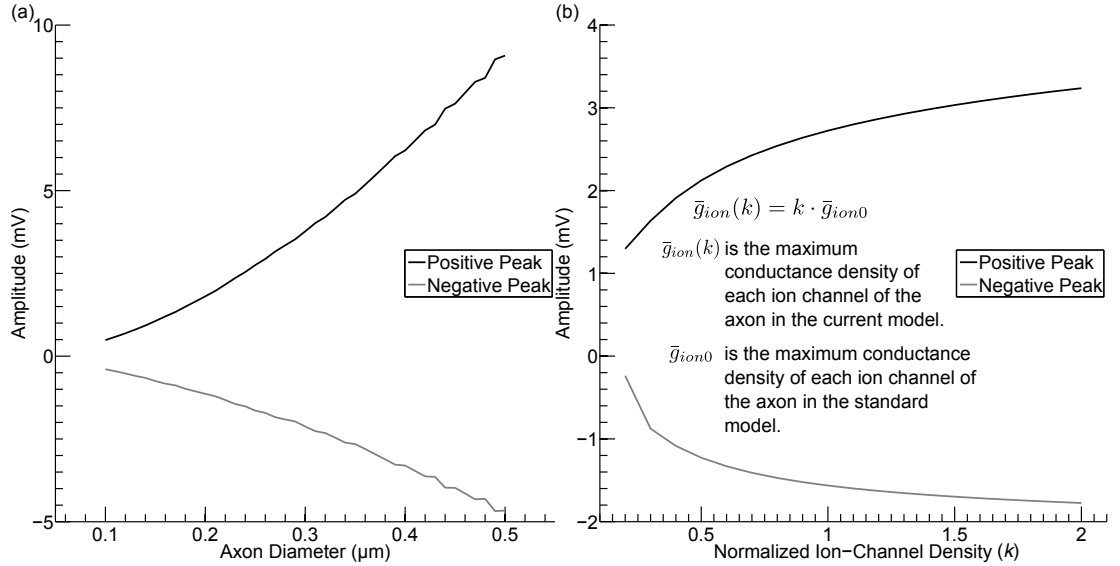 (a)
10
5
0
−5
Amplitude (mV)
0.1
0.2
0.3
0.4
0.5
Axon Diameter (µm)
Positive Peak
Negative Peak
(b)
4
3
2
1
0
−1
−2
Amplitude (mV)
0.5
1
1.5
2
Normalized Ion−Channel Density (k)
ḡion(k) = k · ḡion0
ḡion(k) is the maximum
conductance density of
each ion channel of the
axon in the current model.
ḡion0 is the maximum conductance
density of each ion channel of
the axon in the standard
model.
Positive Peak
Negative Peak